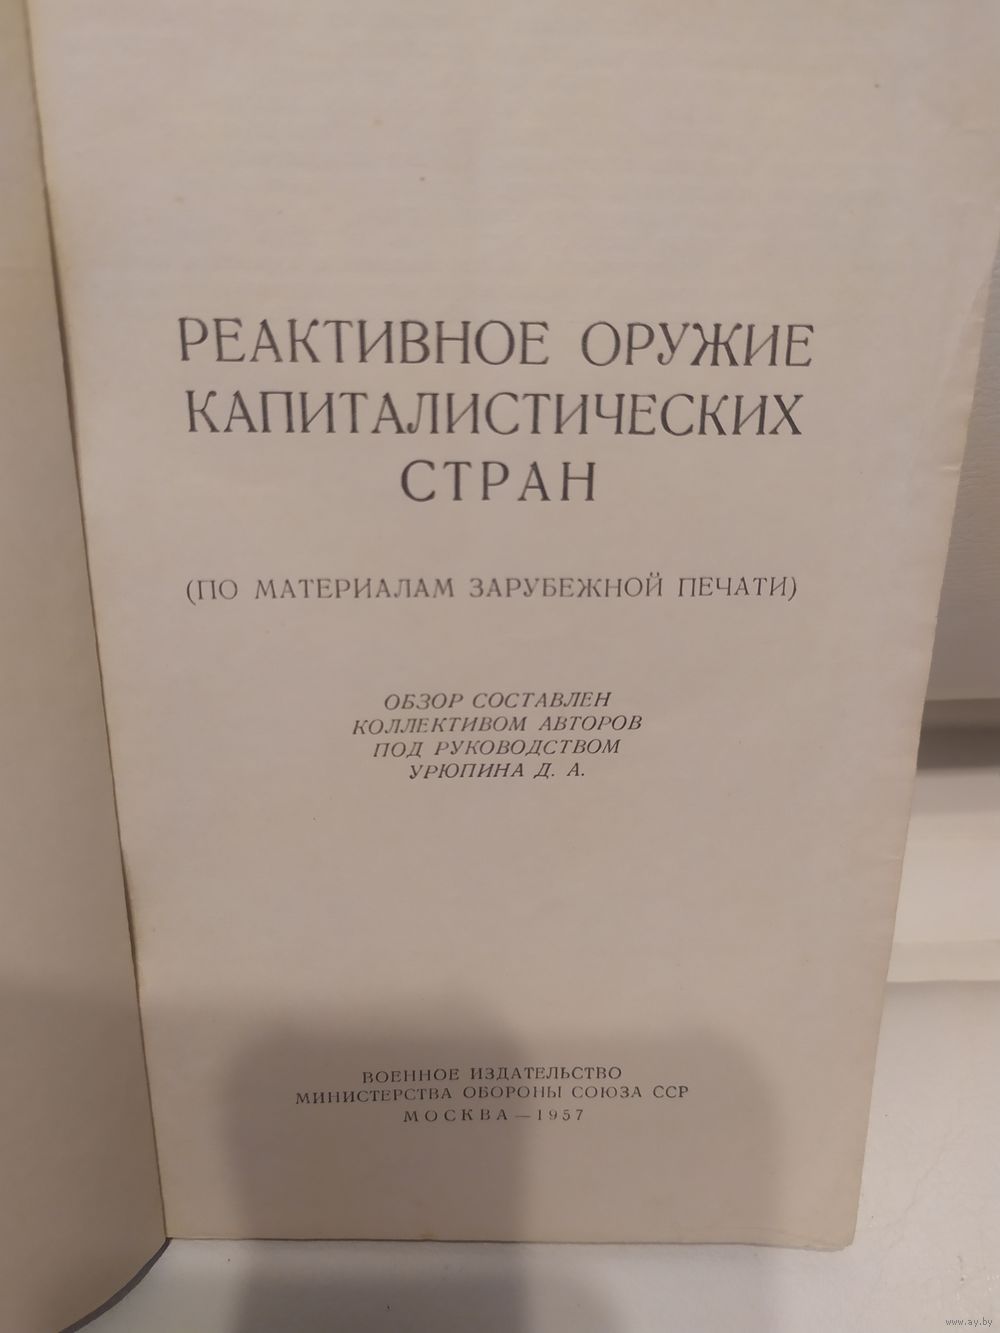 РЕАКТИВНОЕ ОРУЖИЕ
КАПИТАЛИСТИЧЕСКИХ
СТРАН
(ПО МАТЕРИАЛАМ ЗАРУБЕЖНОЙ ПЕЧАТИ)
ОБЗОР СОСТАВЛЕН
КОЛЛЕКТИВОМ АВТОРОВ
ПОД РУКОВОДСТВОМ
УРЮПИНА Д. А.
ВОЕННОЕ ИЗДАТЕЛЬСТВО
МИНИСТЕРСТВА ОБОРОНЫ СОЮЗА ССР
МОСКВА—1957
www.ay.by